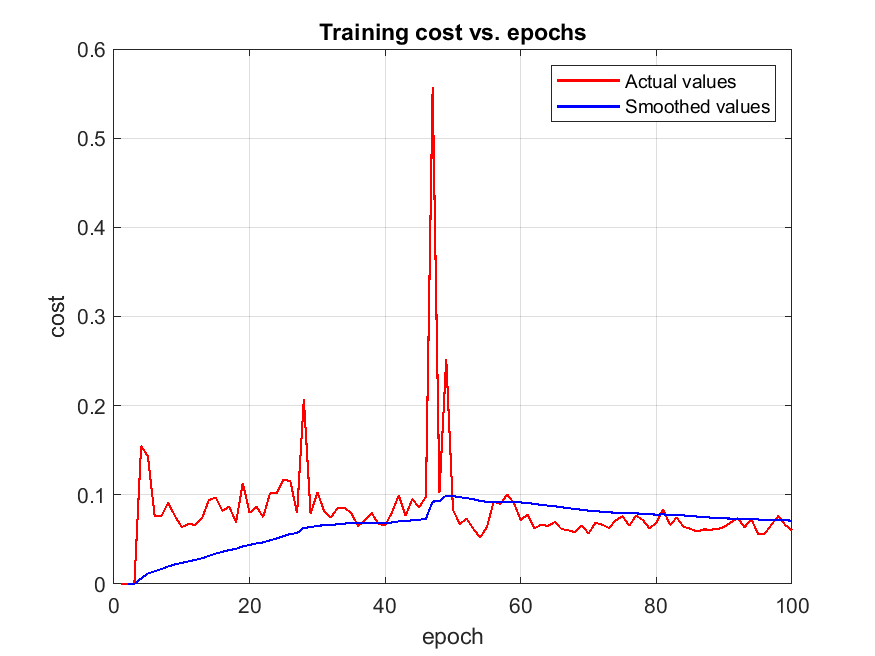 Training cost vs. epochs
0.6
Actual values
Smoothed values
0.5
0.4
0.3
cost
0.2
0.1
0
0 20 40 60 80 100
epoch